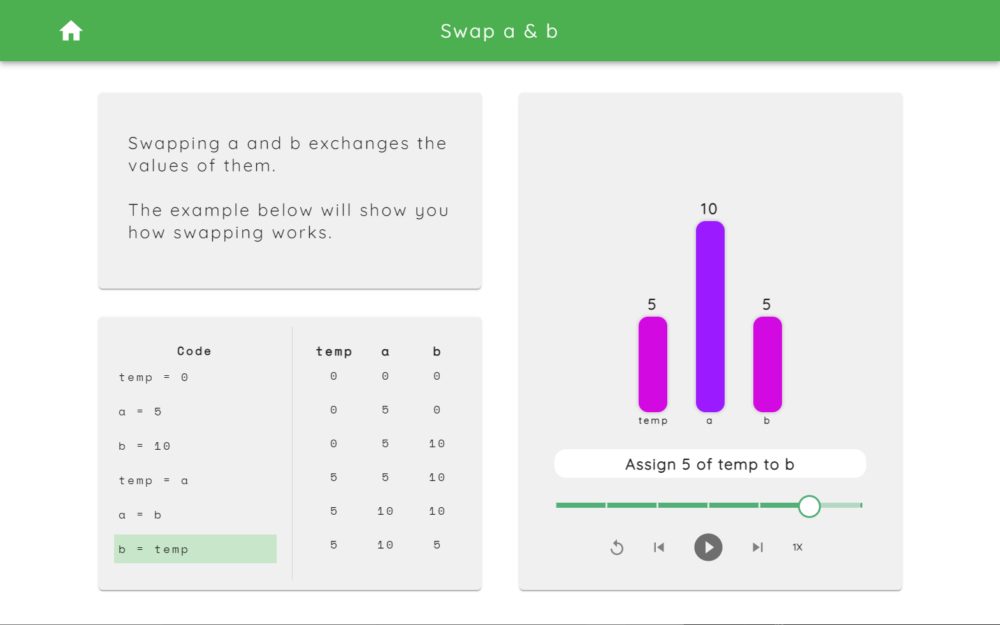 Swap a & b
Swapping a and b exchanges the
values of them.
The example below will show you
how swapping works.
Code temp a b
temp = 0 0 0 0
a = 5 0 5 0
b = 10 0 5 10
temp = a 5 5 10
a = b 5 10 10
b = temp 5 10 5
10
5 5
temp a b
Assign 5 of temp to b
1X